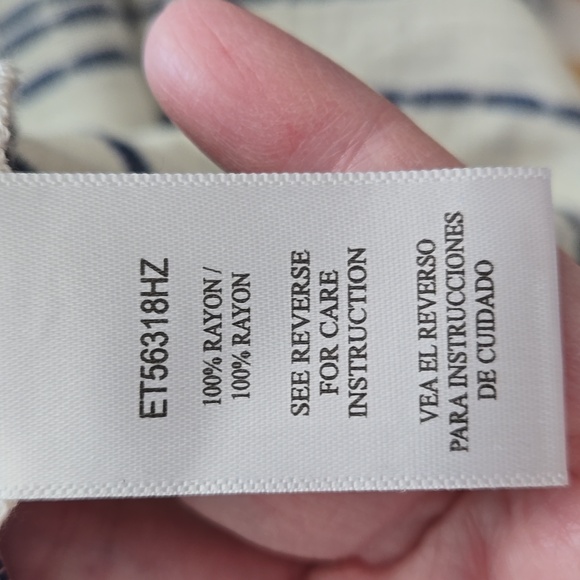 ET56318HZ
100% RAYON /
100% RAYON
SEE REVERSE
FOR CARE
INSTRUCTION
VEA EL REVERSO
PARA INSTRUCCIONES
DE CUIDADO